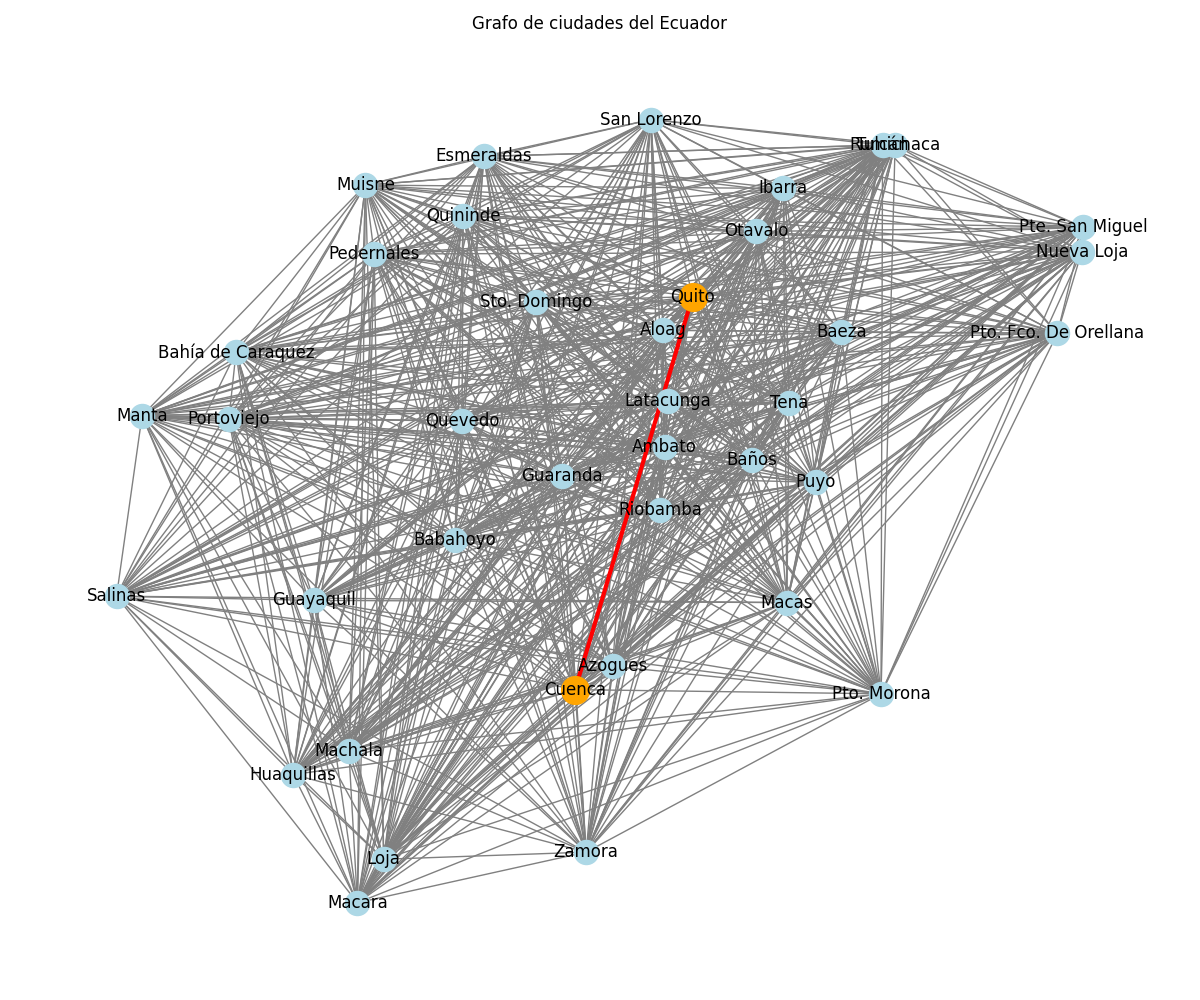 Grafo de ciudades del Ecuador
San Lorenzo
Tulcán
Rumichaca
Esmeraldas
Muisne
Ibarra
Quininde
Pte. San Miguel
Otavalo
Nueva Loja
Pedernales
Quito
Sto. Domingo
Aloag
Baeza
Pto. Fco. De Orellana
Bahía de Caraquez
Latacunga
Tena
Manta
Portoviejo
Quevedo
Ambato
Baños
Guaranda
Puyo
Riobamba
Babahoyo
Salinas
Guayaquil
Macas
Azogues
Cuenca
Pto. Morona
Machala
Huaquillas
Zamora
Loja
Macara